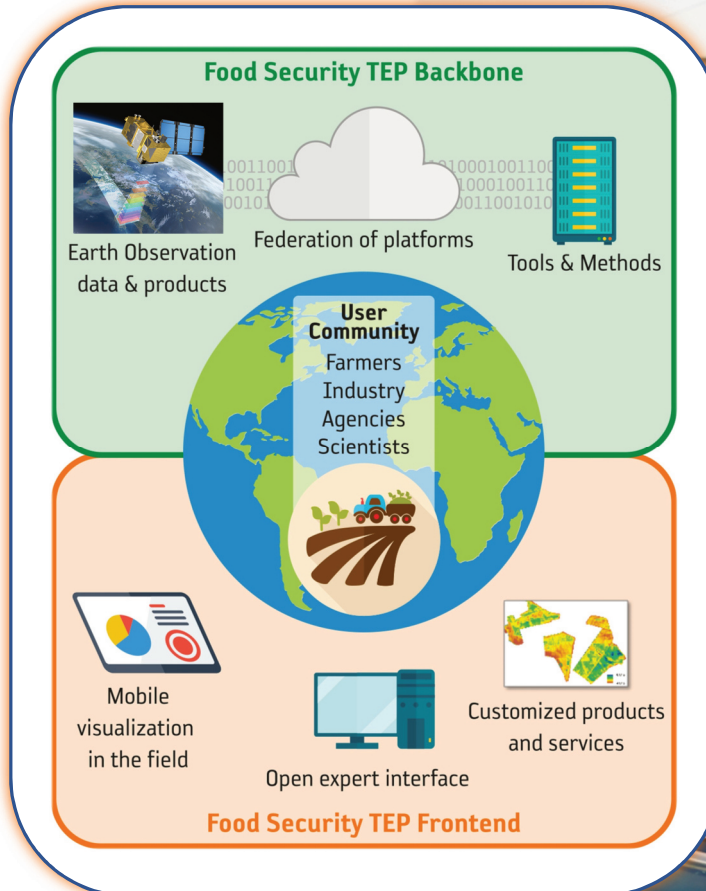 Food Security TEP Backbone
Earth Observation
data & products
Federation of platforms
Tools & Methods
User
Community
Farmers
Industry
Agencies
Scientists
Mobile
visualization
in the field
Open expert interface
Customized products
and services
Food Security TEP Frontend